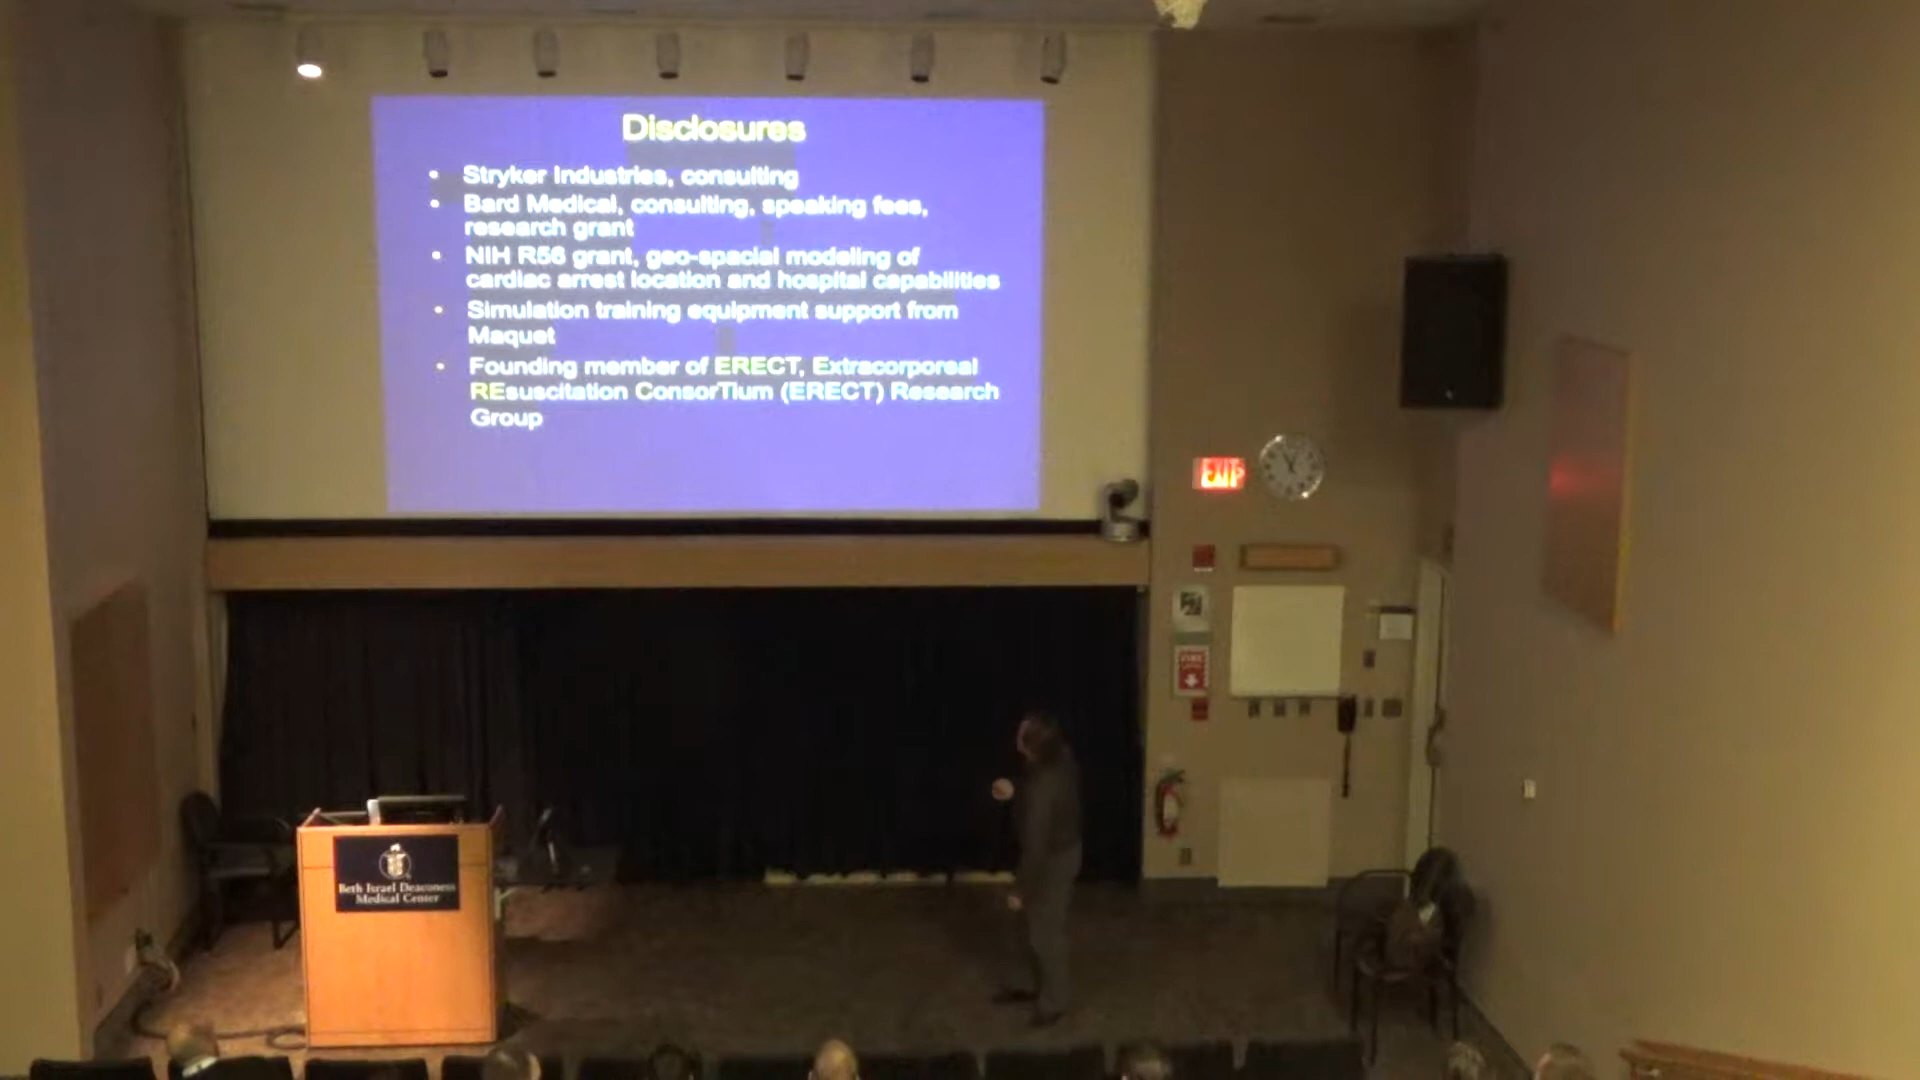 Disclosures
• Stryker Industries, consulting
• Bard Medical, consulting, speaking fees,
research grant
• NIH R56 grant, geo-spacial modeling of
cardiac arrest location and hospital capabilities
• Simulation training equipment support from
Maquet
• Founding member of ERECT, Extracorporeal
REsuscitation ConsorTIum (ERECT) Research
Group
EXIT
FIRE
Beth Israel Deaconess
Medical Center